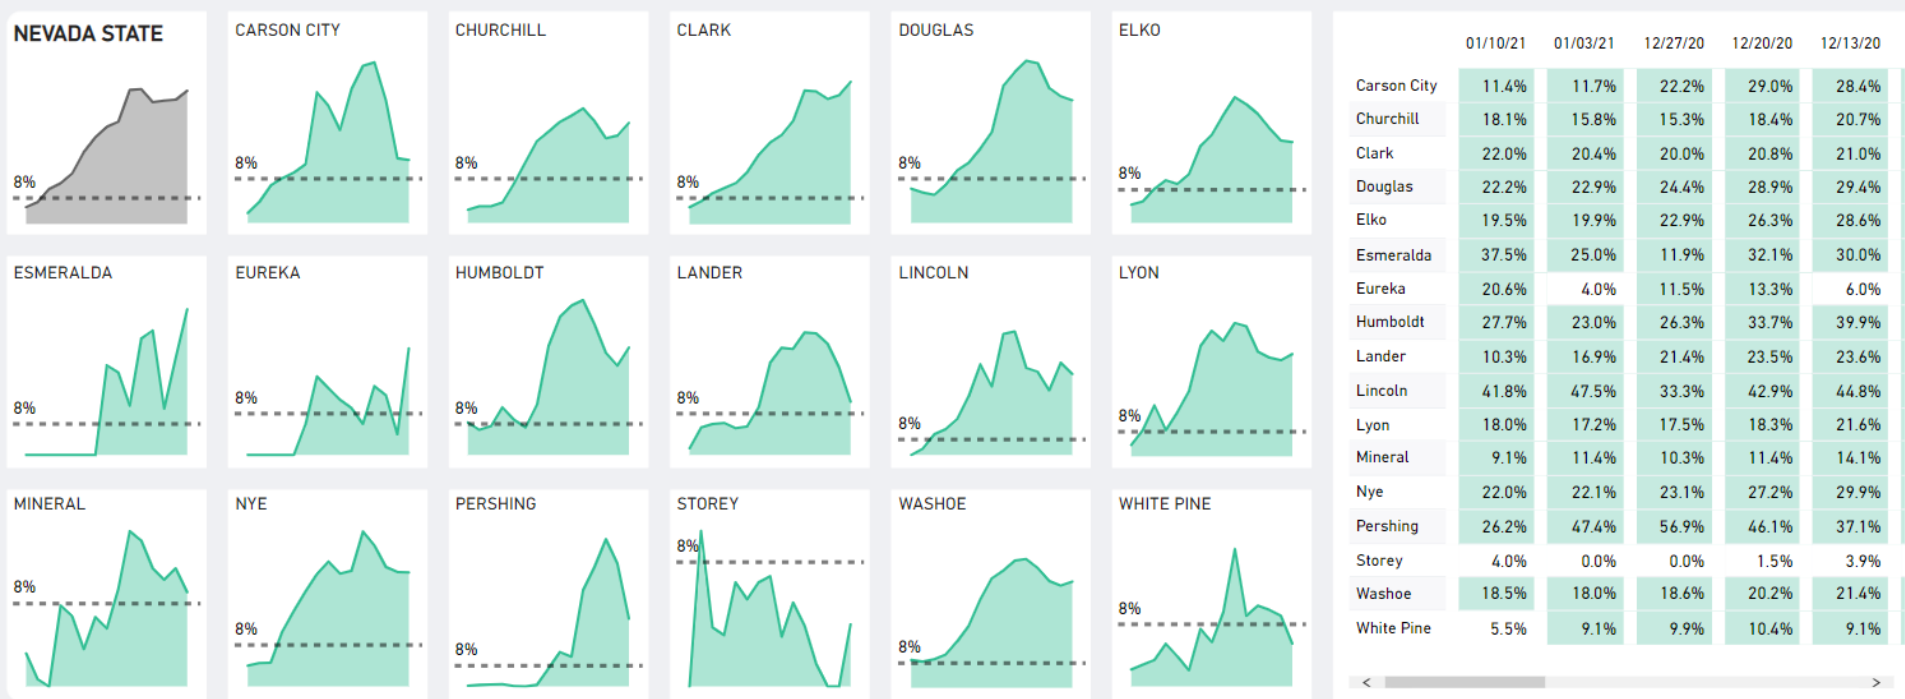 NEVADA STATE
8%
CARSON CITY
8%
CHURCHILL
8%
CLARK
8%
DOUGLAS
8%
ELKO
8%
ESMERALDA
8%
EUREKA
8%
HUMBOLDT
8%
LANDER
8%
LINCOLN
8%
LYON
8%
MINERAL
8%
NYE
8%
PERSHING
8%
STOREY
8%
WASHOE
8%
WHITE PINE
8%
01/10/21 01/03/21 12/27/20 12/20/20 12/13/20
Carson City 11.4% 11.7% 22.2% 29.0% 28.4%
Churchill 18.1% 15.8% 15.3% 18.4% 20.7%
Clark 22.0% 20.4% 20.0% 20.8% 21.0%
Douglas 22.2% 22.9% 24.4% 28.9% 29.4%
Elko 19.5% 19.9% 22.9% 26.3% 28.6%
Esmeralda 37.5% 25.0% 11.9% 32.1% 30.0%
Eureka 20.6% 4.0% 11.5% 13.3% 6.0%
Humboldt 27.7% 23.0% 26.3% 33.7% 39.9%
Lander 10.3% 16.9% 21.4% 23.5% 23.6%
Lincoln 41.8% 47.5% 33.3% 42.9% 44.8%
Lyon 18.0% 17.2% 17.5% 18.3% 21.6%
Mineral 9.1% 11.4% 10.3% 11.4% 14.1%
Nye 22.0% 22.1% 23.1% 27.2% 29.9%
Pershing 26.2% 47.4% 56.9% 46.1% 37.1%
Storey 4.0% 0.0% 0.0% 1.5% 3.9%
Washoe 18.5% 18.0% 18.6% 20.2% 21.4%
White Pine 5.5% 9.1% 9.9% 10.4% 9.1%